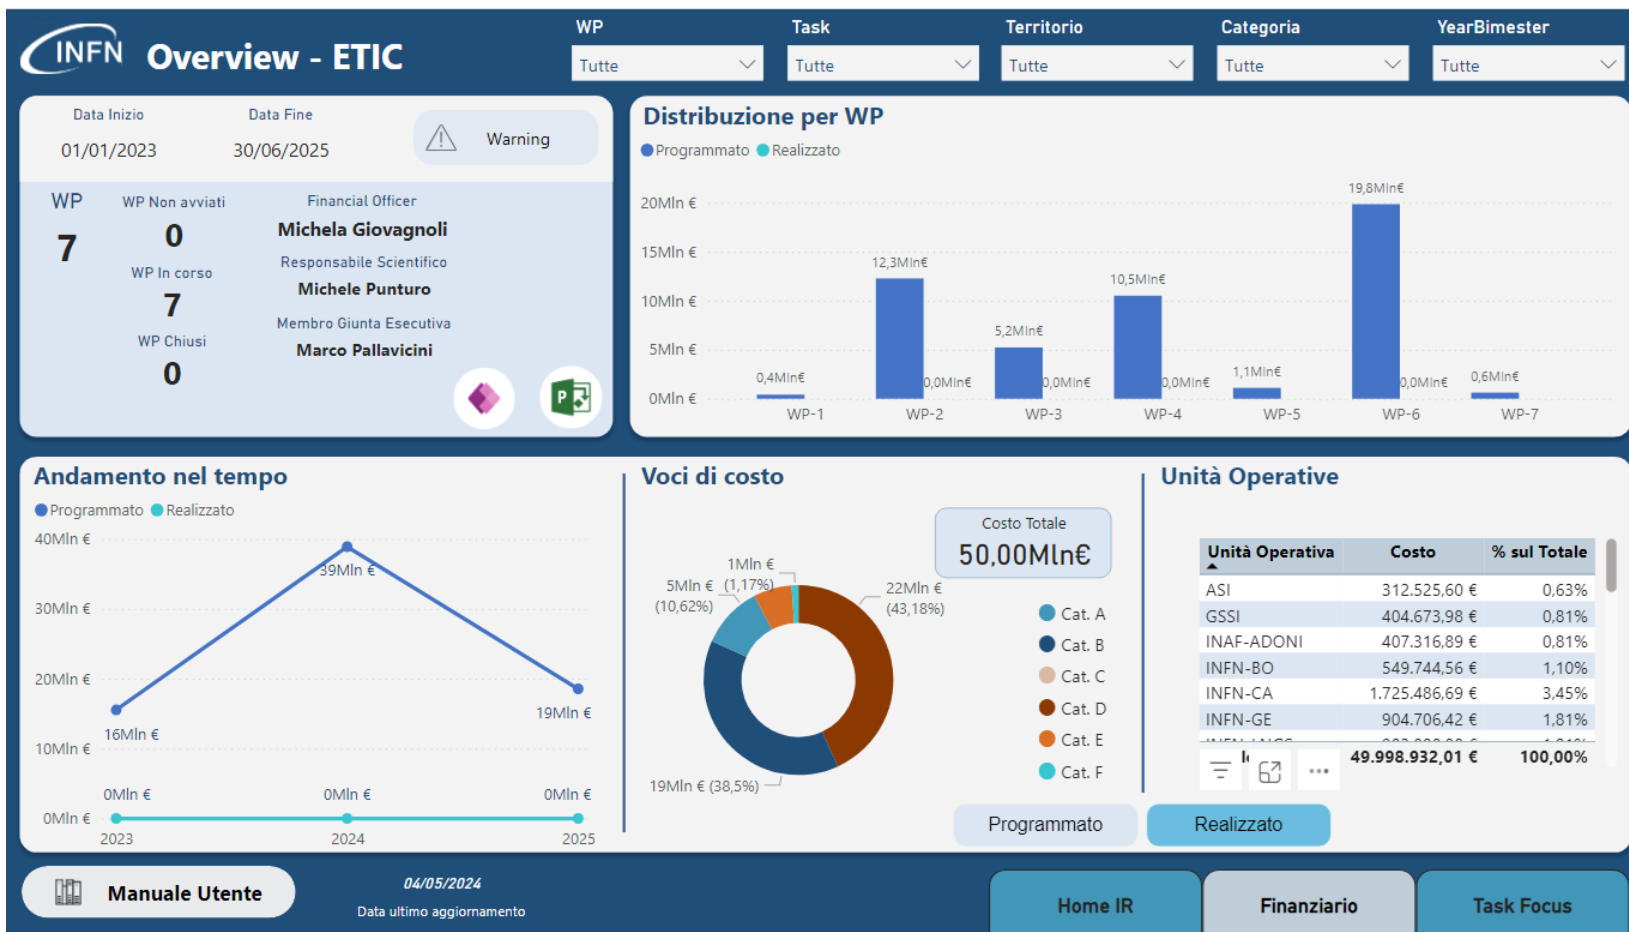 INFN
Overview - ETIC
WP
Tutte
Task
Tutte
Territorio
Tutte
Categoria
Tutte
YearBimester
Tutte
Data Inizio
01/01/2023
Data Fine
30/06/2025
Warning
WP
7
WP Non avviati
0
WP In corso
7
WP Chiusi
0
Financial Officer
Michela Giovagnoli
Responsabile Scientifico
Michele Punturo
Membro Giunta Esecutiva
Marco Pallavicini
P
Distribuzione per WP
Programmato Realizzato
20Mln €
15Mln €
10Mln €
5Mln €
0Mln €
0,4Mln€
12,3Mln€
0,0Mln€
5,2Mln€
0,0Mln€
10,5Mln€
0,0Mln€
1,1Mln€
19,8Mln€
0,0Mln€
0,6Mln€
WP-1 WP-2 WP-3 WP-4 WP-5 WP-6 WP-7
Andamento nel tempo
Programmato Realizzato
40Mln €
30Mln €
20Mln €
10Mln €
0Mln €
39Mln €
16Mln €
19Mln €
0Mln € 0Mln € 0Mln €
2023 2024 2025
Voci di costo
Costo Totale
50,00Mln€
1Mln €
(1,17%)
5Mln €
(10,62%)
22Mln €
(43,18%)
19Mln € (38,5%)
Cat. A
Cat. B
Cat. C
Cat. D
Cat. E
Cat. F
Unità Operative
Unità Operativa Costo % sul Totale
ASI 312.525,60 € 0,63%
GSSI 404.673,98 € 0,81%
INAF-ADONI 407.316,89 € 0,81%
INFN-BO 549.744,56 € 1,10%
INFN-CA 1.725.486,69 € 3,45%
INFN-GE 904.706,42 € 1,81%
49.998.932,01 € 100,00%
Programmato
Realizzato
Manuale Utente
04/05/2024
Data ultimo aggiornamento
Home IR
Finanziario
Task Focus